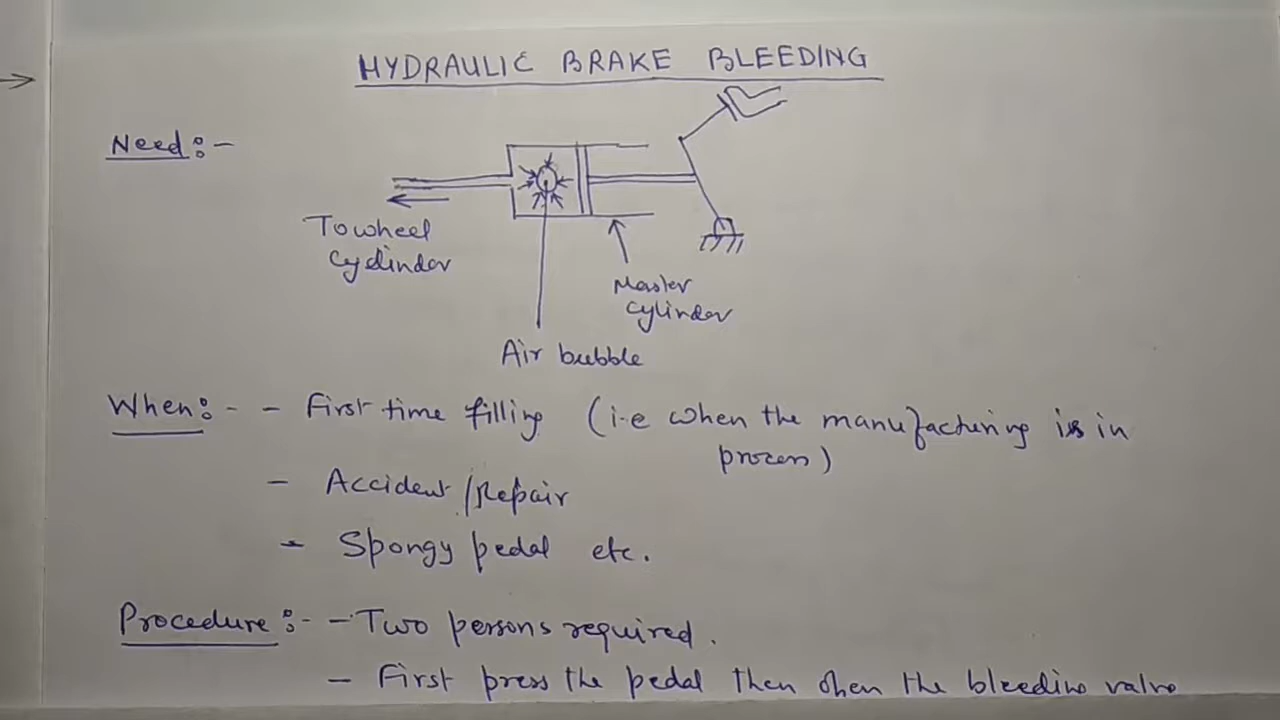 HYDRAULIC BRAKE BLEEDING
Need:-
To wheel
Cylinder
Master
Cylinder
Air bubble
When:- - First time filling (i.e when the manufacturing is in
process)
- Accident/Repair
- Spongy pedal etc.
Procedure:- - Two persons required.
- First press the pedal then open the bleeding valve